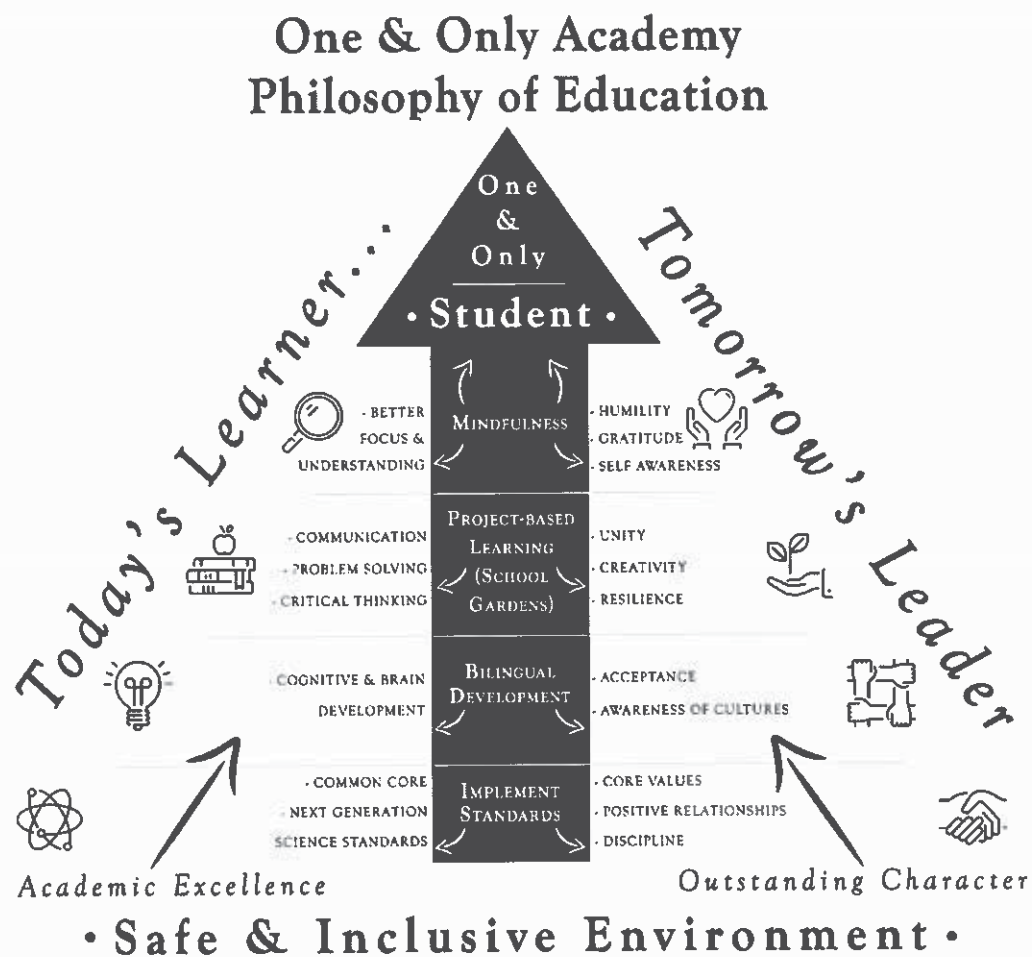 One & Only Academy
Philosophy of Education
Today's Learner...
Tomorrow's Leader
One
&
Only
· Student ·
- BETTER
FOCUS &
UNDERSTANDING
MINDFULNESS
- HUMILITY
- GRATITUDE
- SELF AWARENESS
- COMMUNICATION
- PROBLEM SOLVING
- CRITICAL THINKING
PROJECT-BASED
LEARNING
(SCHOOL
GARDENS)
- UNITY
- CREATIVITY
- RESILIENCE
COGNITIVE & BRAIN
DEVELOPMENT
BILINGUAL
DEVELOPMENT
- ACCEPTANCE
- AWARENESS OF CULTURES
- COMMON CORE
- NEXT GENERATION
SCIENCE STANDARDS
IMPLEMENT
STANDARDS
- CORE VALUES
- POSITIVE RELATIONSHIPS
- DISCIPLINE
Academic Excellence
Outstanding Character
· Safe & Inclusive Environment ·